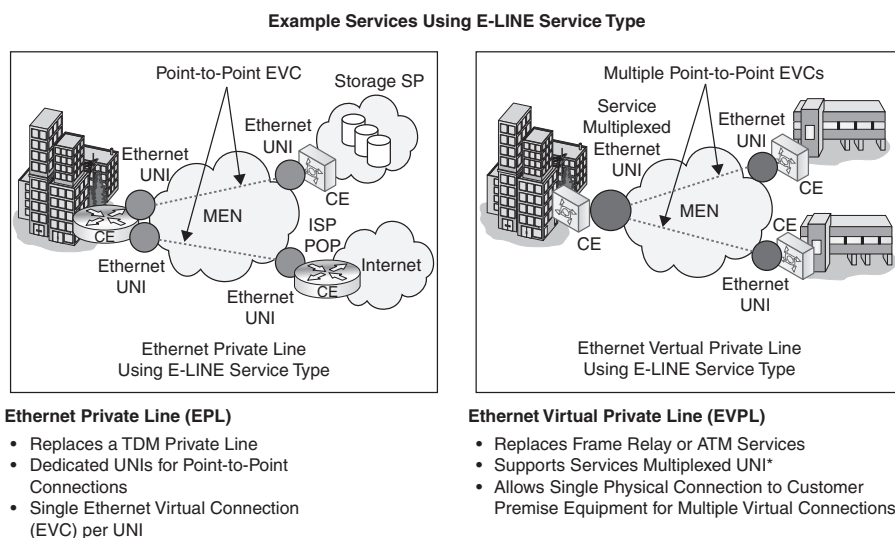 Example Services Using E-LINE Service Type
Point-to-Point EVC
Storage SP
Ethernet
UNI
Ethernet
UNI
CE
MEN
CE
ISP
POP
Internet
Ethernet
UNI
Ethernet
UNI
CE
Ethernet Private Line
Using E-LINE Service Type
Multiple Point-to-Point EVCs
Service
Multiplexed
Ethernet
UNI
Ethernet
UNI
CE
MEN
CE
CE
Ethernet
UNI
Ethernet Virtual Private Line
Using E-LINE Service Type
Ethernet Private Line (EPL)
• Replaces a TDM Private Line
• Dedicated UNIs for Point-to-Point
Connections
• Single Ethernet Virtual Connection
(EVC) per UNI
Ethernet Virtual Private Line (EVPL)
• Replaces Frame Relay or ATM Services
• Supports Services Multiplexed UNI*
• Allows Single Physical Connection to Customer
Premise Equipment for Multiple Virtual Connections